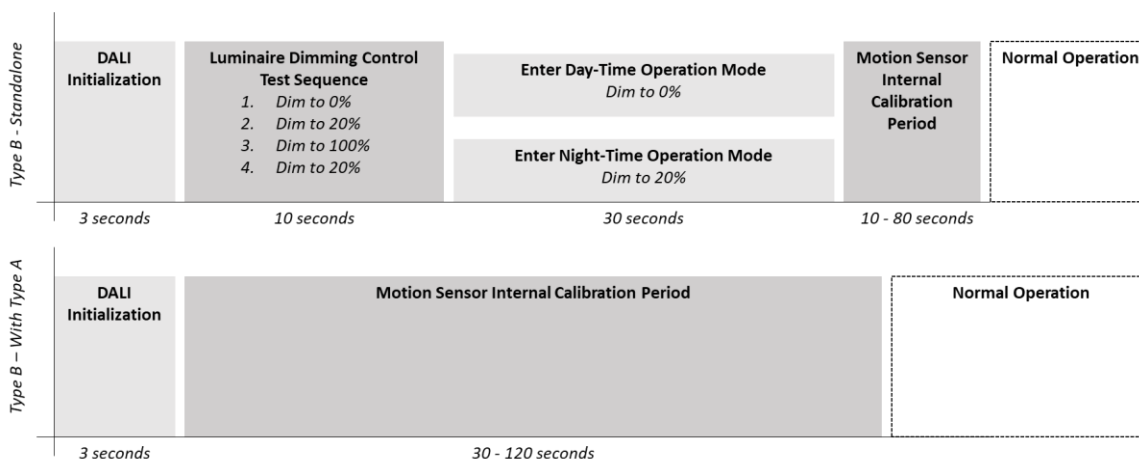 Type B - Standalone
DALI
Initialization
Luminaire Dimming Control
Test Sequence
1. Dim to 0%
2. Dim to 20%
3. Dim to 100%
4. Dim to 20%
Enter Day-Time Operation Mode
Dim to 0%
Enter Night-Time Operation Mode
Dim to 20%
Motion Sensor
Internal
Calibration
Period
Normal Operation
3 seconds
10 seconds
30 seconds
10 - 80 seconds
Type B – With Type A
DALI
Initialization
Motion Sensor Internal Calibration Period
Normal Operation
3 seconds
30 - 120 seconds